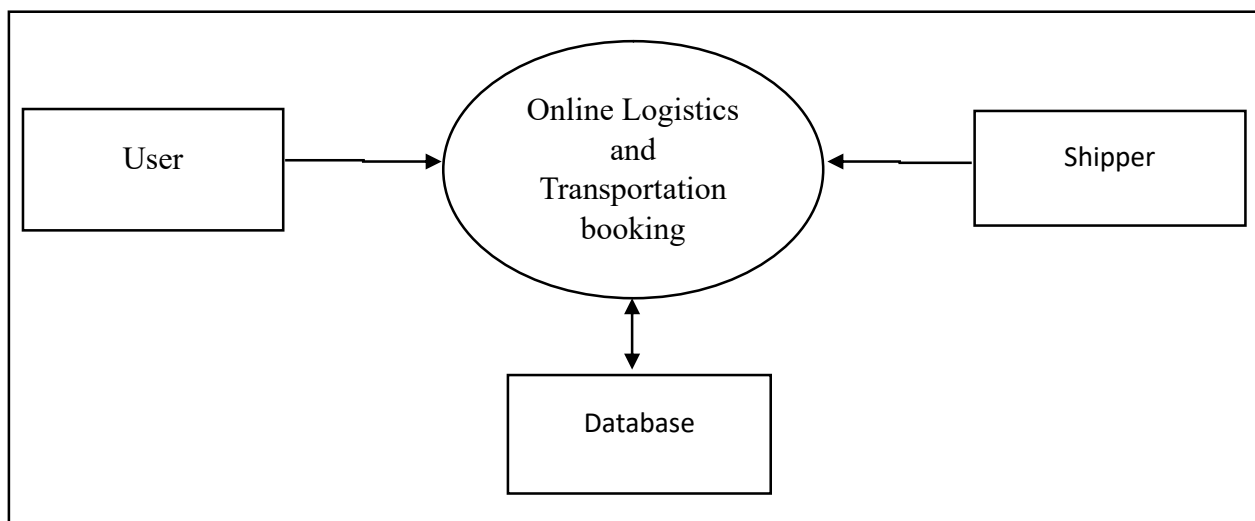 Online Logistics
and
Transportation
booking
User
Shipper
Database